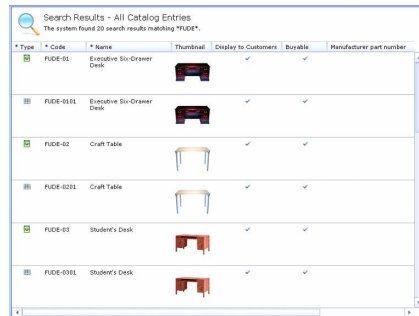 Search Results - All Catalog Entries
The system found 20 search results matching *FUDE*.
* Type * Code * Name Thumbnail Display to Customers Buyable Manufacturer part number
FUDE-01 Executive Six-Drawer
Desk
FUDE-0101 Executive Six-Drawer
Desk
FUDE-02 Craft Table
FUDE-0201 Craft Table
FUDE-03 Student's Desk
FUDE-0301 Student's Desk